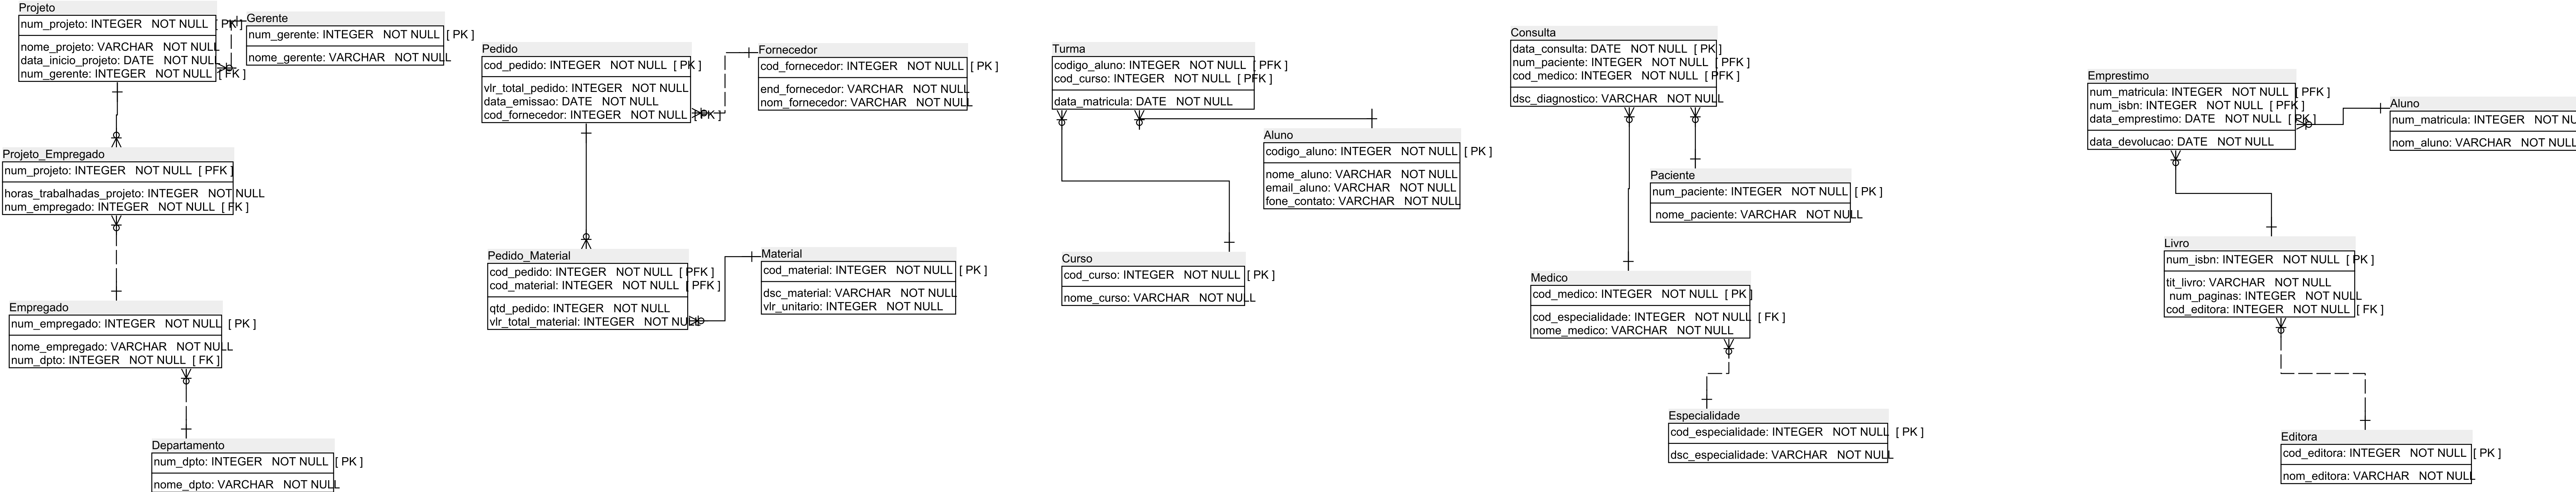 Projeto
num_projeto: INTEGER NOT NULL [ PK ]
nome_projeto: VARCHAR NOT NULL
data_inicio_projeto: DATE NOT NULL
num_gerente: INTEGER NOT NULL [ FK ]
Gerente
num_gerente: INTEGER NOT NULL [ PK ]
nome_gerente: VARCHAR NOT NULL
Projeto_Empregado
num_projeto: INTEGER NOT NULL [ PFK ]
horas_trabalhadas_projeto: INTEGER NOT NULL
num_empregado: INTEGER NOT NULL [ FK ]
Empregado
num_empregado: INTEGER NOT NULL [ PK ]
nome_empregado: VARCHAR NOT NULL
num_dpto: INTEGER NOT NULL [ FK ]
Departamento
num_dpto: INTEGER NOT NULL [ PK ]
nome_dpto: VARCHAR NOT NULL
Pedido
cod_pedido: INTEGER NOT NULL [ PK ]
vlr_total_pedido: INTEGER NOT NULL
data_emissao: DATE NOT NULL
cod_fornecedor: INTEGER NOT NULL [ FK ]
Fornecedor
cod_fornecedor: INTEGER NOT NULL [ PK ]
end_fornecedor: VARCHAR NOT NULL
nom_fornecedor: VARCHAR NOT NULL
Pedido_Material
cod_pedido: INTEGER NOT NULL [ PFK ]
cod_material: INTEGER NOT NULL [ PFK ]
qtd_pedido: INTEGER NOT NULL
vlr_total_material: INTEGER NOT NULL
Material
cod_material: INTEGER NOT NULL [ PK ]
dsc_material: VARCHAR NOT NULL
vlr_unitario: INTEGER NOT NULL
Turma
codigo_aluno: INTEGER NOT NULL [ PFK ]
cod_curso: INTEGER NOT NULL [ PFK ]
data_matricula: DATE NOT NULL
Aluno
codigo_aluno: INTEGER NOT NULL [ PK ]
nome_aluno: VARCHAR NOT NULL
email_aluno: VARCHAR NOT NULL
fone_contato: VARCHAR NOT NULL
Curso
cod_curso: INTEGER NOT NULL [ PK ]
nome_curso: VARCHAR NOT NULL
Consulta
data_consulta: DATE NOT NULL [ PK ]
num_paciente: INTEGER NOT NULL [ PFK ]
cod_medico: INTEGER NOT NULL [ PFK ]
dsc_diagnostico: VARCHAR NOT NULL
Paciente
num_paciente: INTEGER NOT NULL [ PK ]
nome_paciente: VARCHAR NOT NULL
Medico
cod_medico: INTEGER NOT NULL [ PK ]
cod_especialidade: INTEGER NOT NULL [ FK ]
nome_medico: VARCHAR NOT NULL
Especialidade
cod_especialidade: INTEGER NOT NULL [ PK ]
dsc_especialidade: VARCHAR NOT NULL
Emprestimo
num_matricula: INTEGER NOT NULL [ PFK ]
num_isbn: INTEGER NOT NULL [ PFK ]
data_emprestimo: DATE NOT NULL [ PK ]
data_devolucao: DATE NOT NULL
Aluno
num_matricula: INTEGER NOT NU
nom_aluno: VARCHAR NOT NULL
Livro
num_isbn: INTEGER NOT NULL [ PK ]
tit_livro: VARCHAR NOT NULL
num_paginas: INTEGER NOT NULL
cod_editora: INTEGER NOT NULL [ FK ]
Editora
cod_editora: INTEGER NOT NULL [ PK ]
nom_editora: VARCHAR NOT NULL